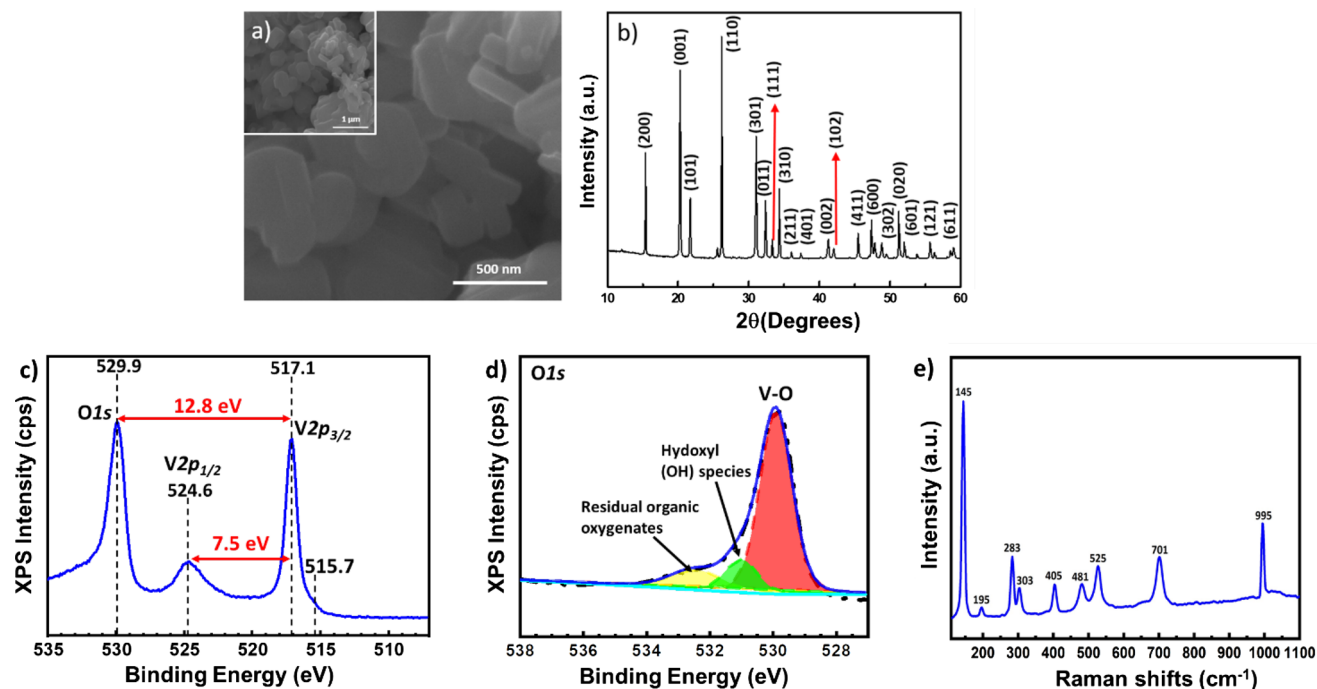 a)
1 µm
500 nm
b)
Intensity (a.u.)
(200)
(001)
(101)
(110)
(301)
(011)
(111)
(310)
(211)
(401)
(002)
(102)
(411)
(600)
(302)
(020)
(601)
(121)
(611)
10 20 30 40 50 60
2θ(Degrees)
c)
XPS Intensity (cps)
529.9
517.1
O1s
12.8 eV
V2p3/2
V2p1/2
524.6
7.5 eV
515.7
535 530 525 520 515 510
Binding Energy (eV)
d)
XPS Intensity (cps)
O1s
V-O
Hydoxyl
(OH) species
Residual organic
oxygenates
538 536 534 532 530 528
Binding Energy (eV)
e)
Intensity (a.u.)
145
195
283
303
405
481
525
701
995
200 300 400 500 600 700 800 900 1000 1100
Raman shifts (cm-1)